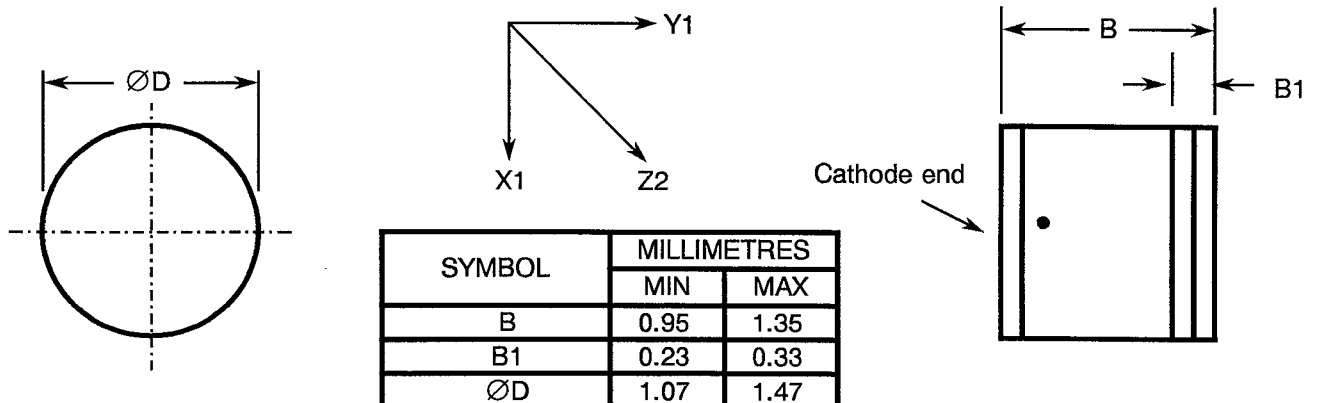 ØD
Y1
X1
Z2
B
B1
Cathode end
SYMBOL MILLIMETRES
MIN MAX
B 0.95 1.35
B1 0.23 0.33
ØD 1.07 1.47